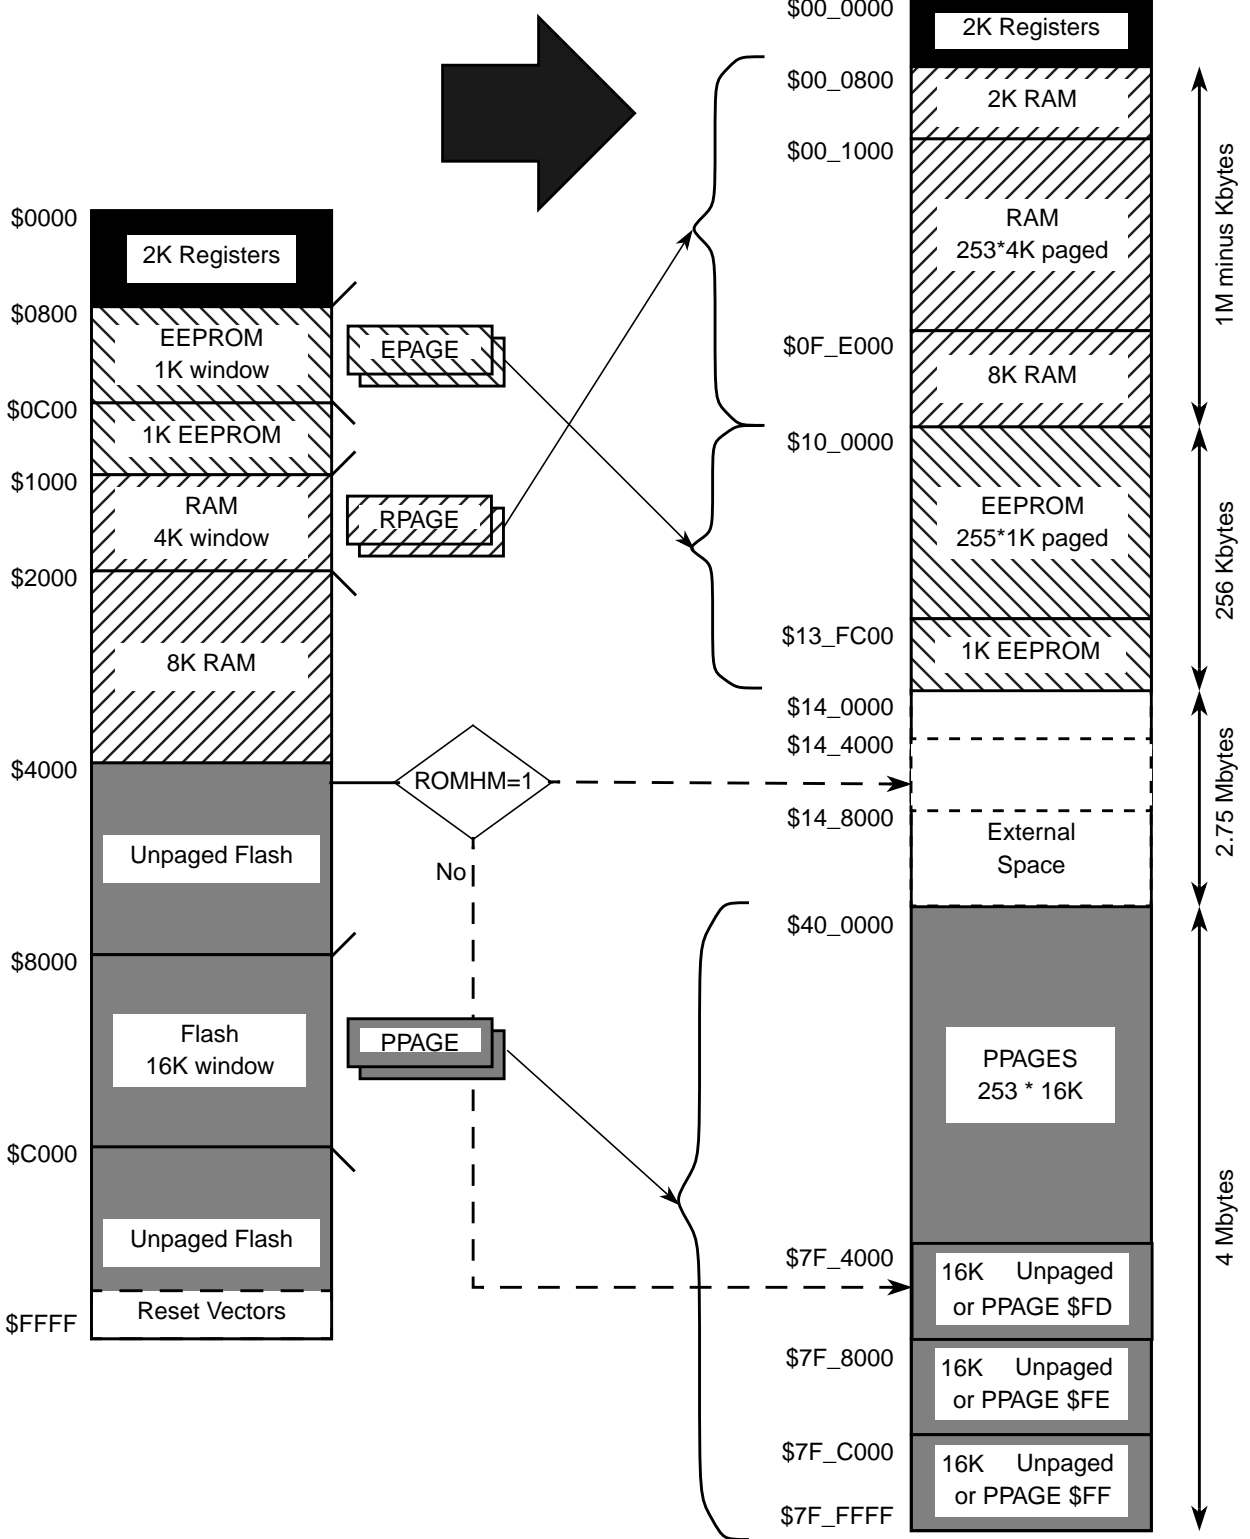 $0000
2K Registers
$0800
EEPROM
1K window
$0C00
1K EEPROM
$1000
RAM
4K window
$2000
8K RAM
$4000
Unpaged Flash
$8000
Flash
16K window
$C000
Unpaged Flash
Reset Vectors
$FFFF
EPAGE
RPAGE
ROMHM=1
No
PPAGE
$00_0000
2K Registers
$00_0800
2K RAM
$00_1000
RAM
253*4K paged
$0F_E000
8K RAM
$10_0000
EEPROM
255*1K paged
$13_FC00
1K EEPROM
$14_0000
$14_4000
$14_8000
External
Space
$40_0000
PPAGES
253 * 16K
$7F_4000
16K Unpaged
or PPAGE $FD
$7F_8000
16K Unpaged
or PPAGE $FE
$7F_C000
16K Unpaged
or PPAGE $FF
$7F_FFFF
1M minus Kbytes
256 Kbytes
2.75 Mbytes
4 Mbytes